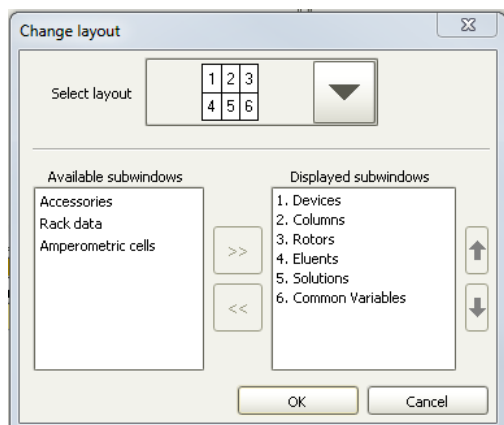 Change layout
Select layout
1 2 3
4 5 6
Available subwindows
Accessories
Rack data
Amperometric cells
>>
<<
Displayed subwindows
1. Devices
2. Columns
3. Rotors
4. Eluents
5. Solutions
6. Common Variables
OK
Cancel